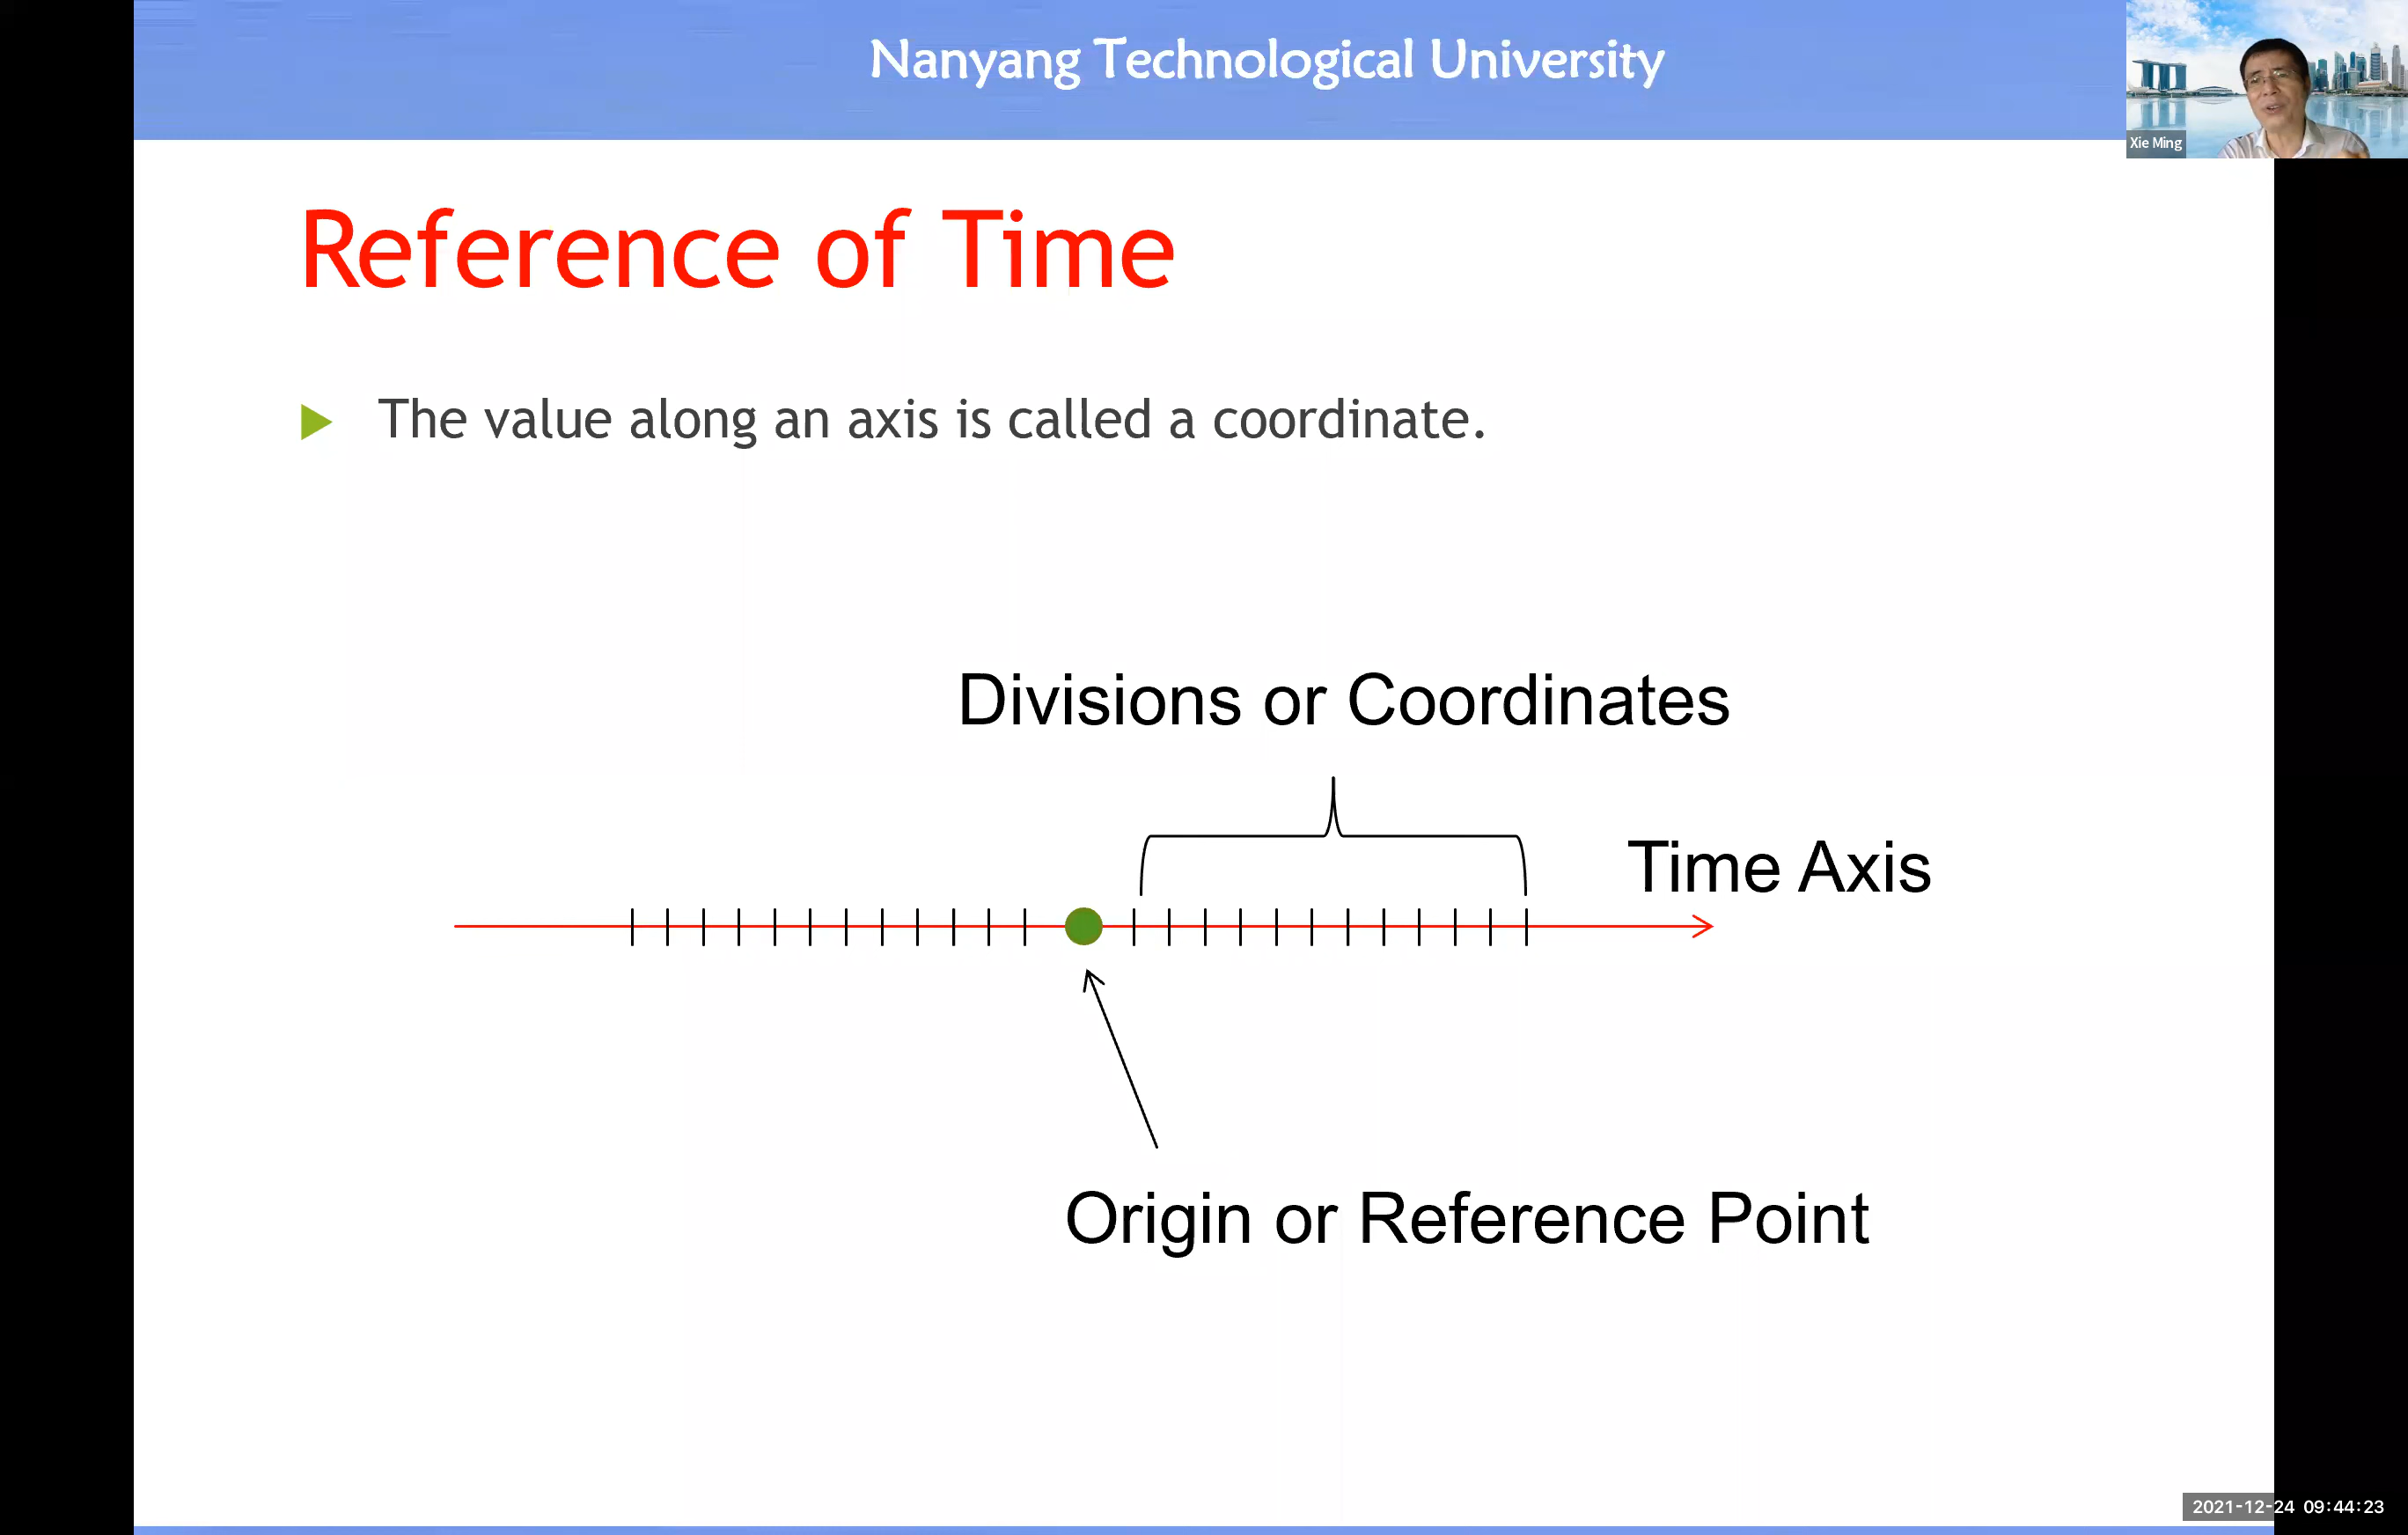 Nanyang Technological University
Xie Ming
Reference of Time
The value along an axis is called a coordinate.
Divisions or Coordinates
Time Axis
Origin or Reference Point
2021-12-24 09:44:23